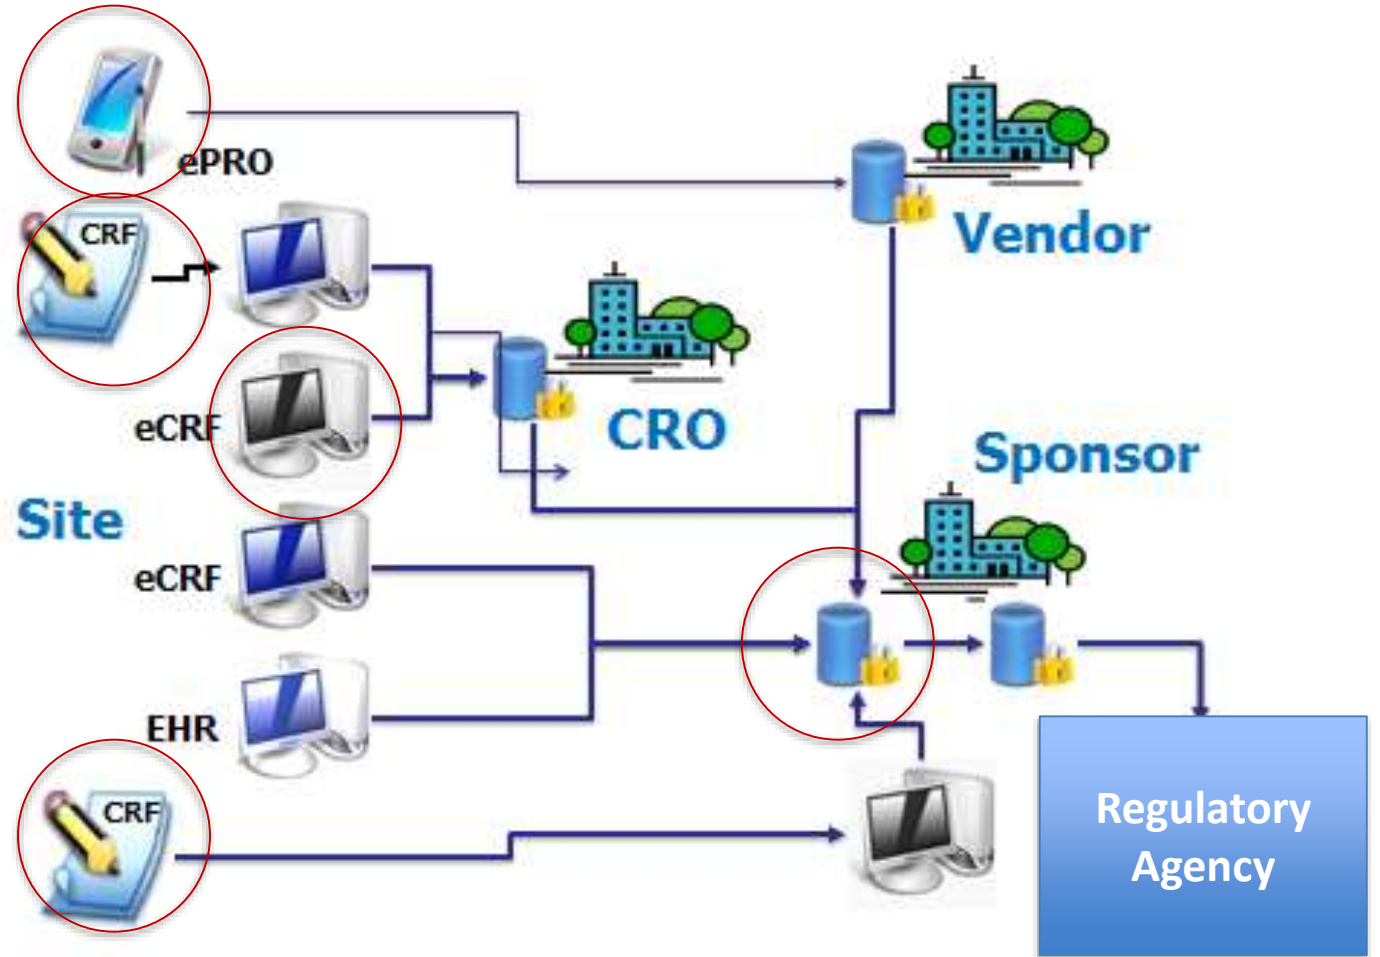 ePRO
Vendor
CRF
eCRF
CRO
Sponsor
Site
eCRF
EHR
CRF
Regulatory
Agency